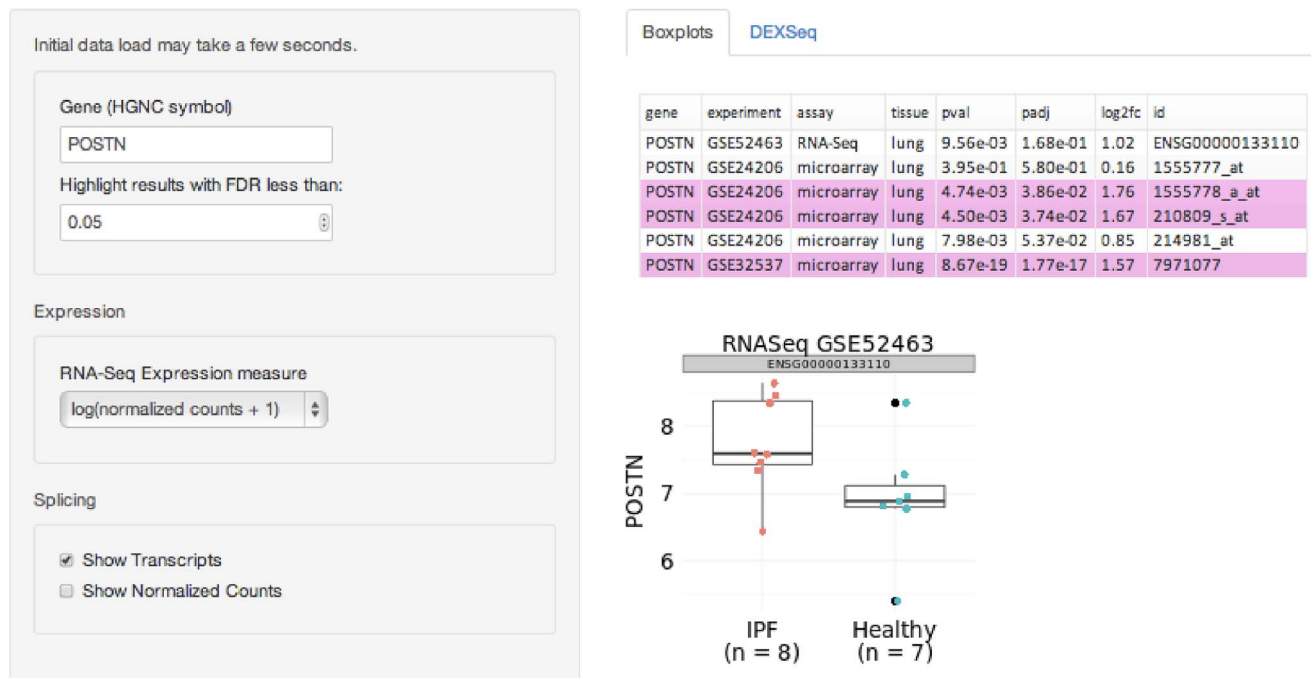 Initial data load may take a few seconds.
Gene (HGNC symbol)
POSTN
Highlight results with FDR less than:
0.05
Expression
RNA-Seq Expression measure
log(normalized counts + 1)
Splicing
Show Transcripts
Show Normalized Counts
Boxplots DEXSeq
gene experiment assay tissue pval padj log2fc id
POSTN GSE52463 RNA-Seq lung 9.56e-03 1.68e-01 1.02 ENSG00000133110
POSTN GSE24206 microarray lung 3.95e-01 5.80e-01 0.16 1555777_at
POSTN GSE24206 microarray lung 4.74e-03 3.86e-02 1.76 1555778_a_at
POSTN GSE24206 microarray lung 4.50e-03 3.74e-02 1.67 210809_s_at
POSTN GSE24206 microarray lung 7.98e-03 5.37e-02 0.85 214981_at
POSTN GSE32537 microarray lung 8.67e-19 1.77e-17 1.57 7971077
RNASeq GSE52463
ENSG00000133110
POSTN
8
7
6
IPF Healthy
(n = 8) (n = 7)